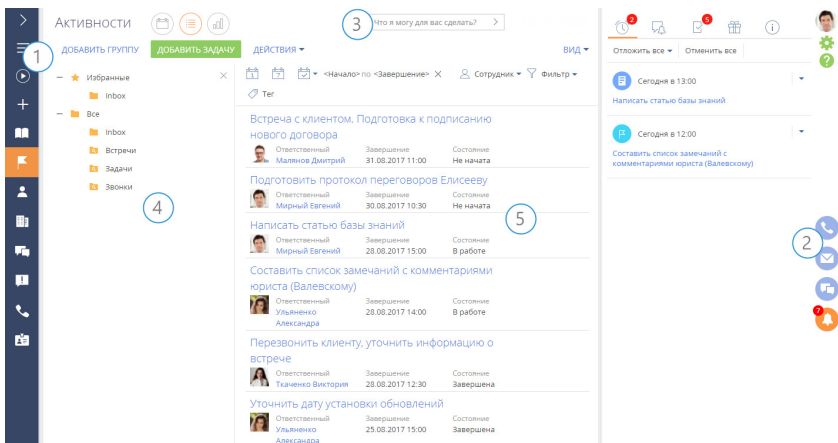 Активности
3
Что я могу для вас сделать?
1
ДОБАВИТЬ ГРУППУ
ДОБАВИТЬ ЗАДАЧУ
ДЕЙСТВИЯ
ВИД
Избранные
Inbox
Все
Inbox
Встречи
Задачи
Звонки
4
1
7
<Начало> по <Завершение>
Сотрудник
Фильтр
Тег
Встреча с клиентом. Подготовка к подписанию
нового договора
Ответственный Завершение Состояние
Малянов Дмитрий 31.08.2017 11:00 Не начата
Подготовить протокол переговоров Елисееву
Ответственный Завершение Состояние
Мирный Евгений 30.08.2017 10:30 Не начата
5
Написать статью базы знаний
Ответственный Завершение Состояние
Мирный Евгений 28.08.2017 15:00 В работе
Составить список замечаний с комментариями
юриста (Валевскому)
Ответственный Завершение Состояние
Ульяненко 28.08.2017 14:00 В работе
Александра
Перезвонить клиенту, уточнить информацию о
встрече
Ответственный Завершение Состояние
Ткаченко Виктория 28.08.2017 12:30 Завершена
Уточнить дату установки обновлений
Ответственный Завершение Состояние
Ульяненко 25.08.2017 15:00 Завершена
Александра
2
5
Отложить все
Отменить все
Сегодня в 13:00
Написать статью базы знаний
Сегодня в 12:00
Составить список замечаний с
комментариями юриста (Валевскому)
?
2
7